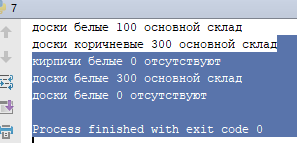 7
доски белые 100 основной склад
доски коричневые 300 основной склад
кирпичи белые 0 отсутствуют
доски белые 300 основной склад
доски белые 0 отсутствуют
Process finished with exit code 0